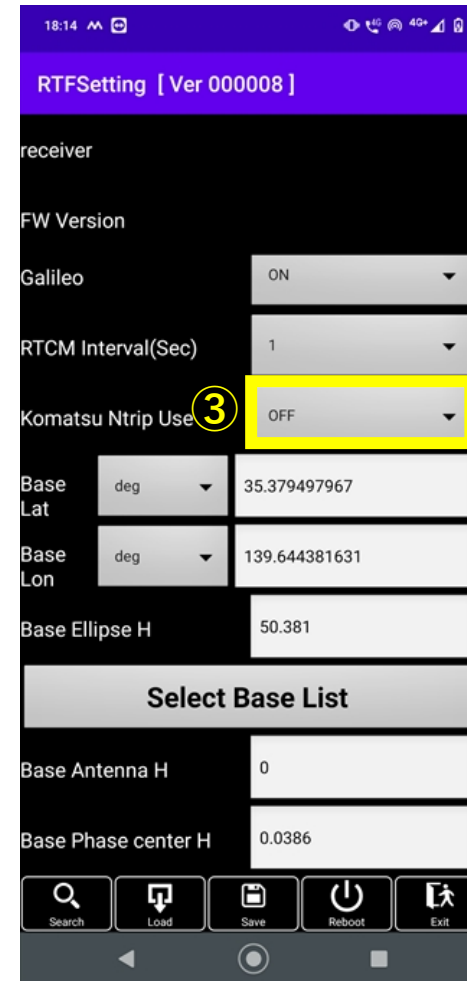 18:14 4G 4G+
RTFSetting [ Ver 000008 ]
receiver
FW Version
Galileo ON
RTCM Interval(Sec) 1
Komatsu Ntrip Use ③ OFF
Base Lat deg 35.379497967
Base Lon deg 139.644381631
Base Ellipse H 50.381
Select Base List
Base Antenna H 0
Base Phase center H 0.0386
Search Load Save Reboot Exit